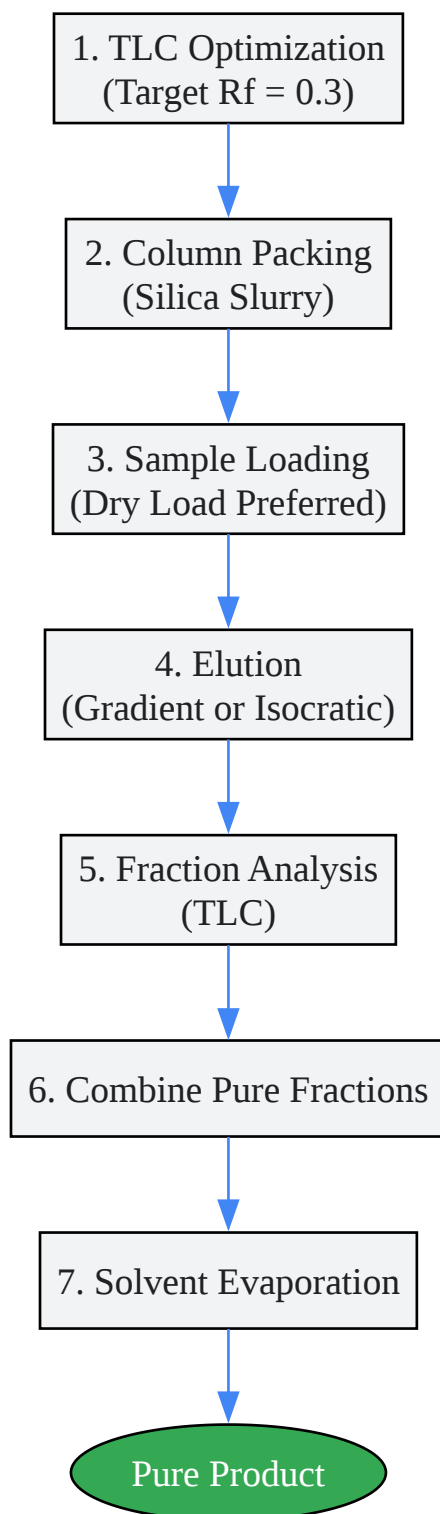 1. TLC Optimization
(Target Rf = 0.3)
2. Column Packing
(Silica Slurry)
3. Sample Loading
(Dry Load Preferred)
4. Elution
(Gradient or Isocratic)
5. Fraction Analysis
(TLC)
6. Combine Pure Fractions
7. Solvent Evaporation
Pure Product